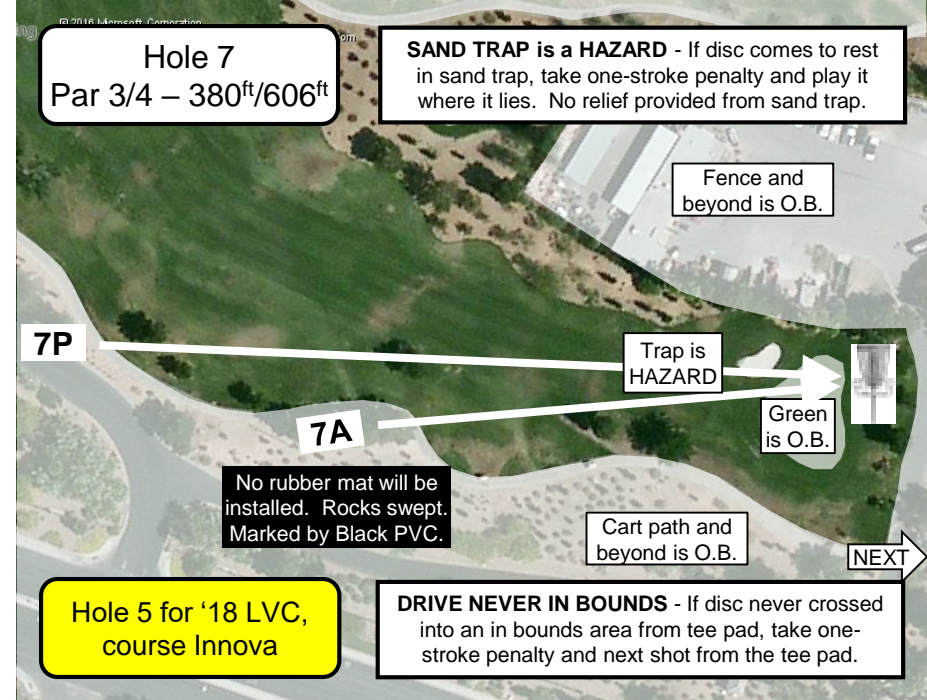 ng
© 2016 Microsoft Corporation
om
Hole 7
Par 3/4 – 380ft/606ft
SAND TRAP is a HAZARD - If disc comes to rest
in sand trap, take one-stroke penalty and play it
where it lies. No relief provided from sand trap.
Fence and
beyond is O.B.
7P
Trap is
HAZARD
7A
Green
is O.B.
No rubber mat will be
installed. Rocks swept.
Marked by Black PVC.
Cart path and
beyond is O.B.
NEXT
Hole 5 for ‘18 LVC,
course Innova
DRIVE NEVER IN BOUNDS - If disc never crossed
into an in bounds area from tee pad, take one-
stroke penalty and next shot from the tee pad.